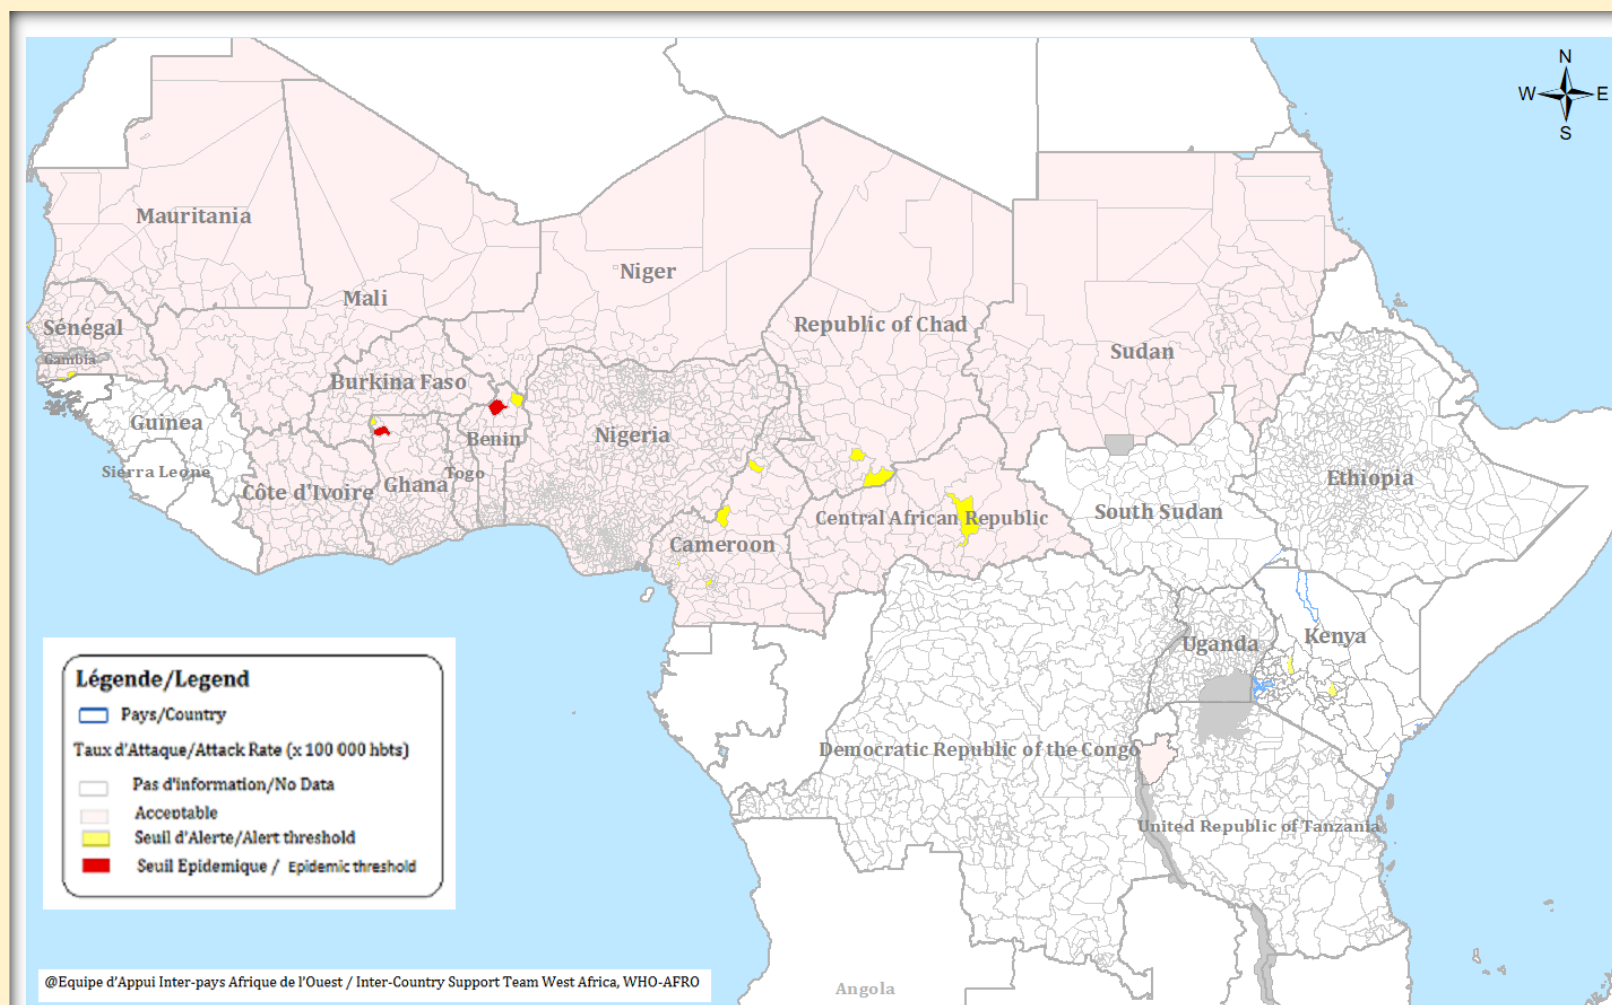 N
W E
S
Mauritania
Niger
Mali
Sénégal
Republic of Chad
Sudan
Gambia
Burkina Faso
Guinea
Benin
Nigeria
Sierra Leone
Togo
Côte d'Ivoire
Ghana
Ethiopia
Central African Republic
South Sudan
Cameroon
Uganda
Kenya
Democratic Republic of the Congo
United Republic of Tanzania
Angola
Légende/Legend
Pays/Country
Taux d'Attaque/Attack Rate (x 100 000 hbts)
Pas d'information/No Data
Acceptable
Seuil d'Alerte/Alert threshold
Seuil Epidemique / Epidemic threshold
@Equipe d'Appui Inter-pays Afrique de l'Ouest / Inter-Country Support Team West Africa, WHO-AFRO